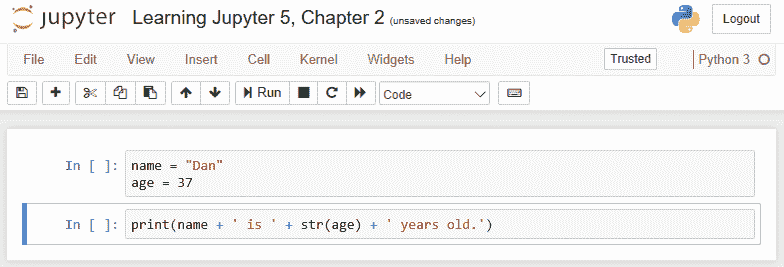 jupyter Learning Jupyter 5, Chapter 2 (unsaved changes) Logout
File Edit View Insert Cell Kernel Widgets Help Trusted Python 3
Run Code
In [ ]: name = "Dan"
age = 37
In [ ]: print(name + ' is ' + str(age) + ' years old.')